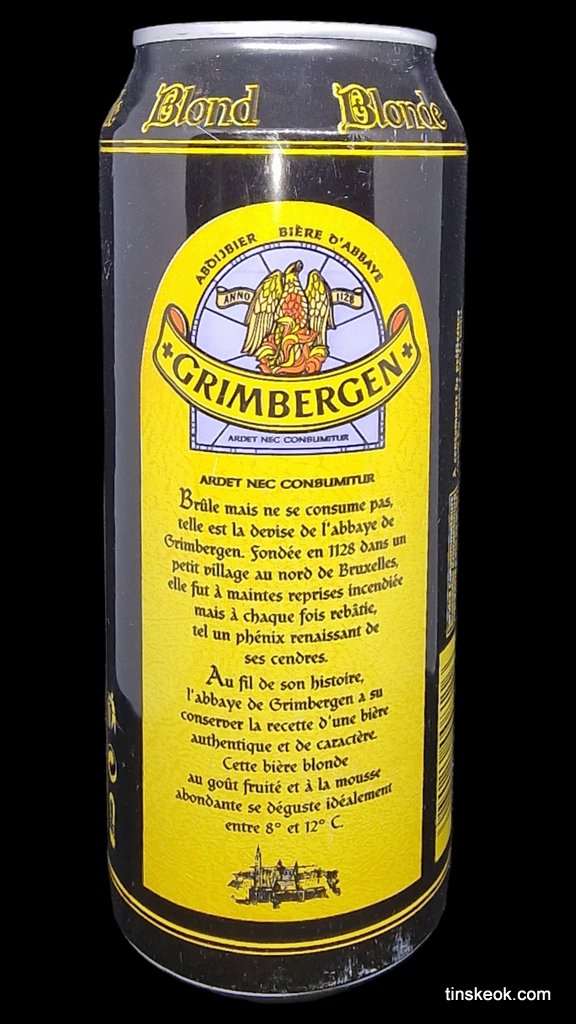 Blond Blonde
ABDIJBIER BIÈRE D'ABBAYE
ANNO 1128
GRIMBERGEN
ARDET NEC CONSUMITUR
ARDET NEC CONSUMITUR
Brûle mais ne se consume pas,
telle est la devise de l'abbaye de
Grimbergen. Fondée en 1128 dans un
petit village au nord de Bruxelles,
elle fut à maintes reprises incendiée
mais à chaque fois rebâtie,
tel un phénix renaissant de
ses cendres.
Au fil de son histoire,
l'abbaye de Grimbergen a su
conserver la recette d'une bière
authentique et de caractère.
Cette bière blonde
au goût fruité et à la mousse
abondante se déguste idéalement
entre 8° et 12° C.
tinskeok.com